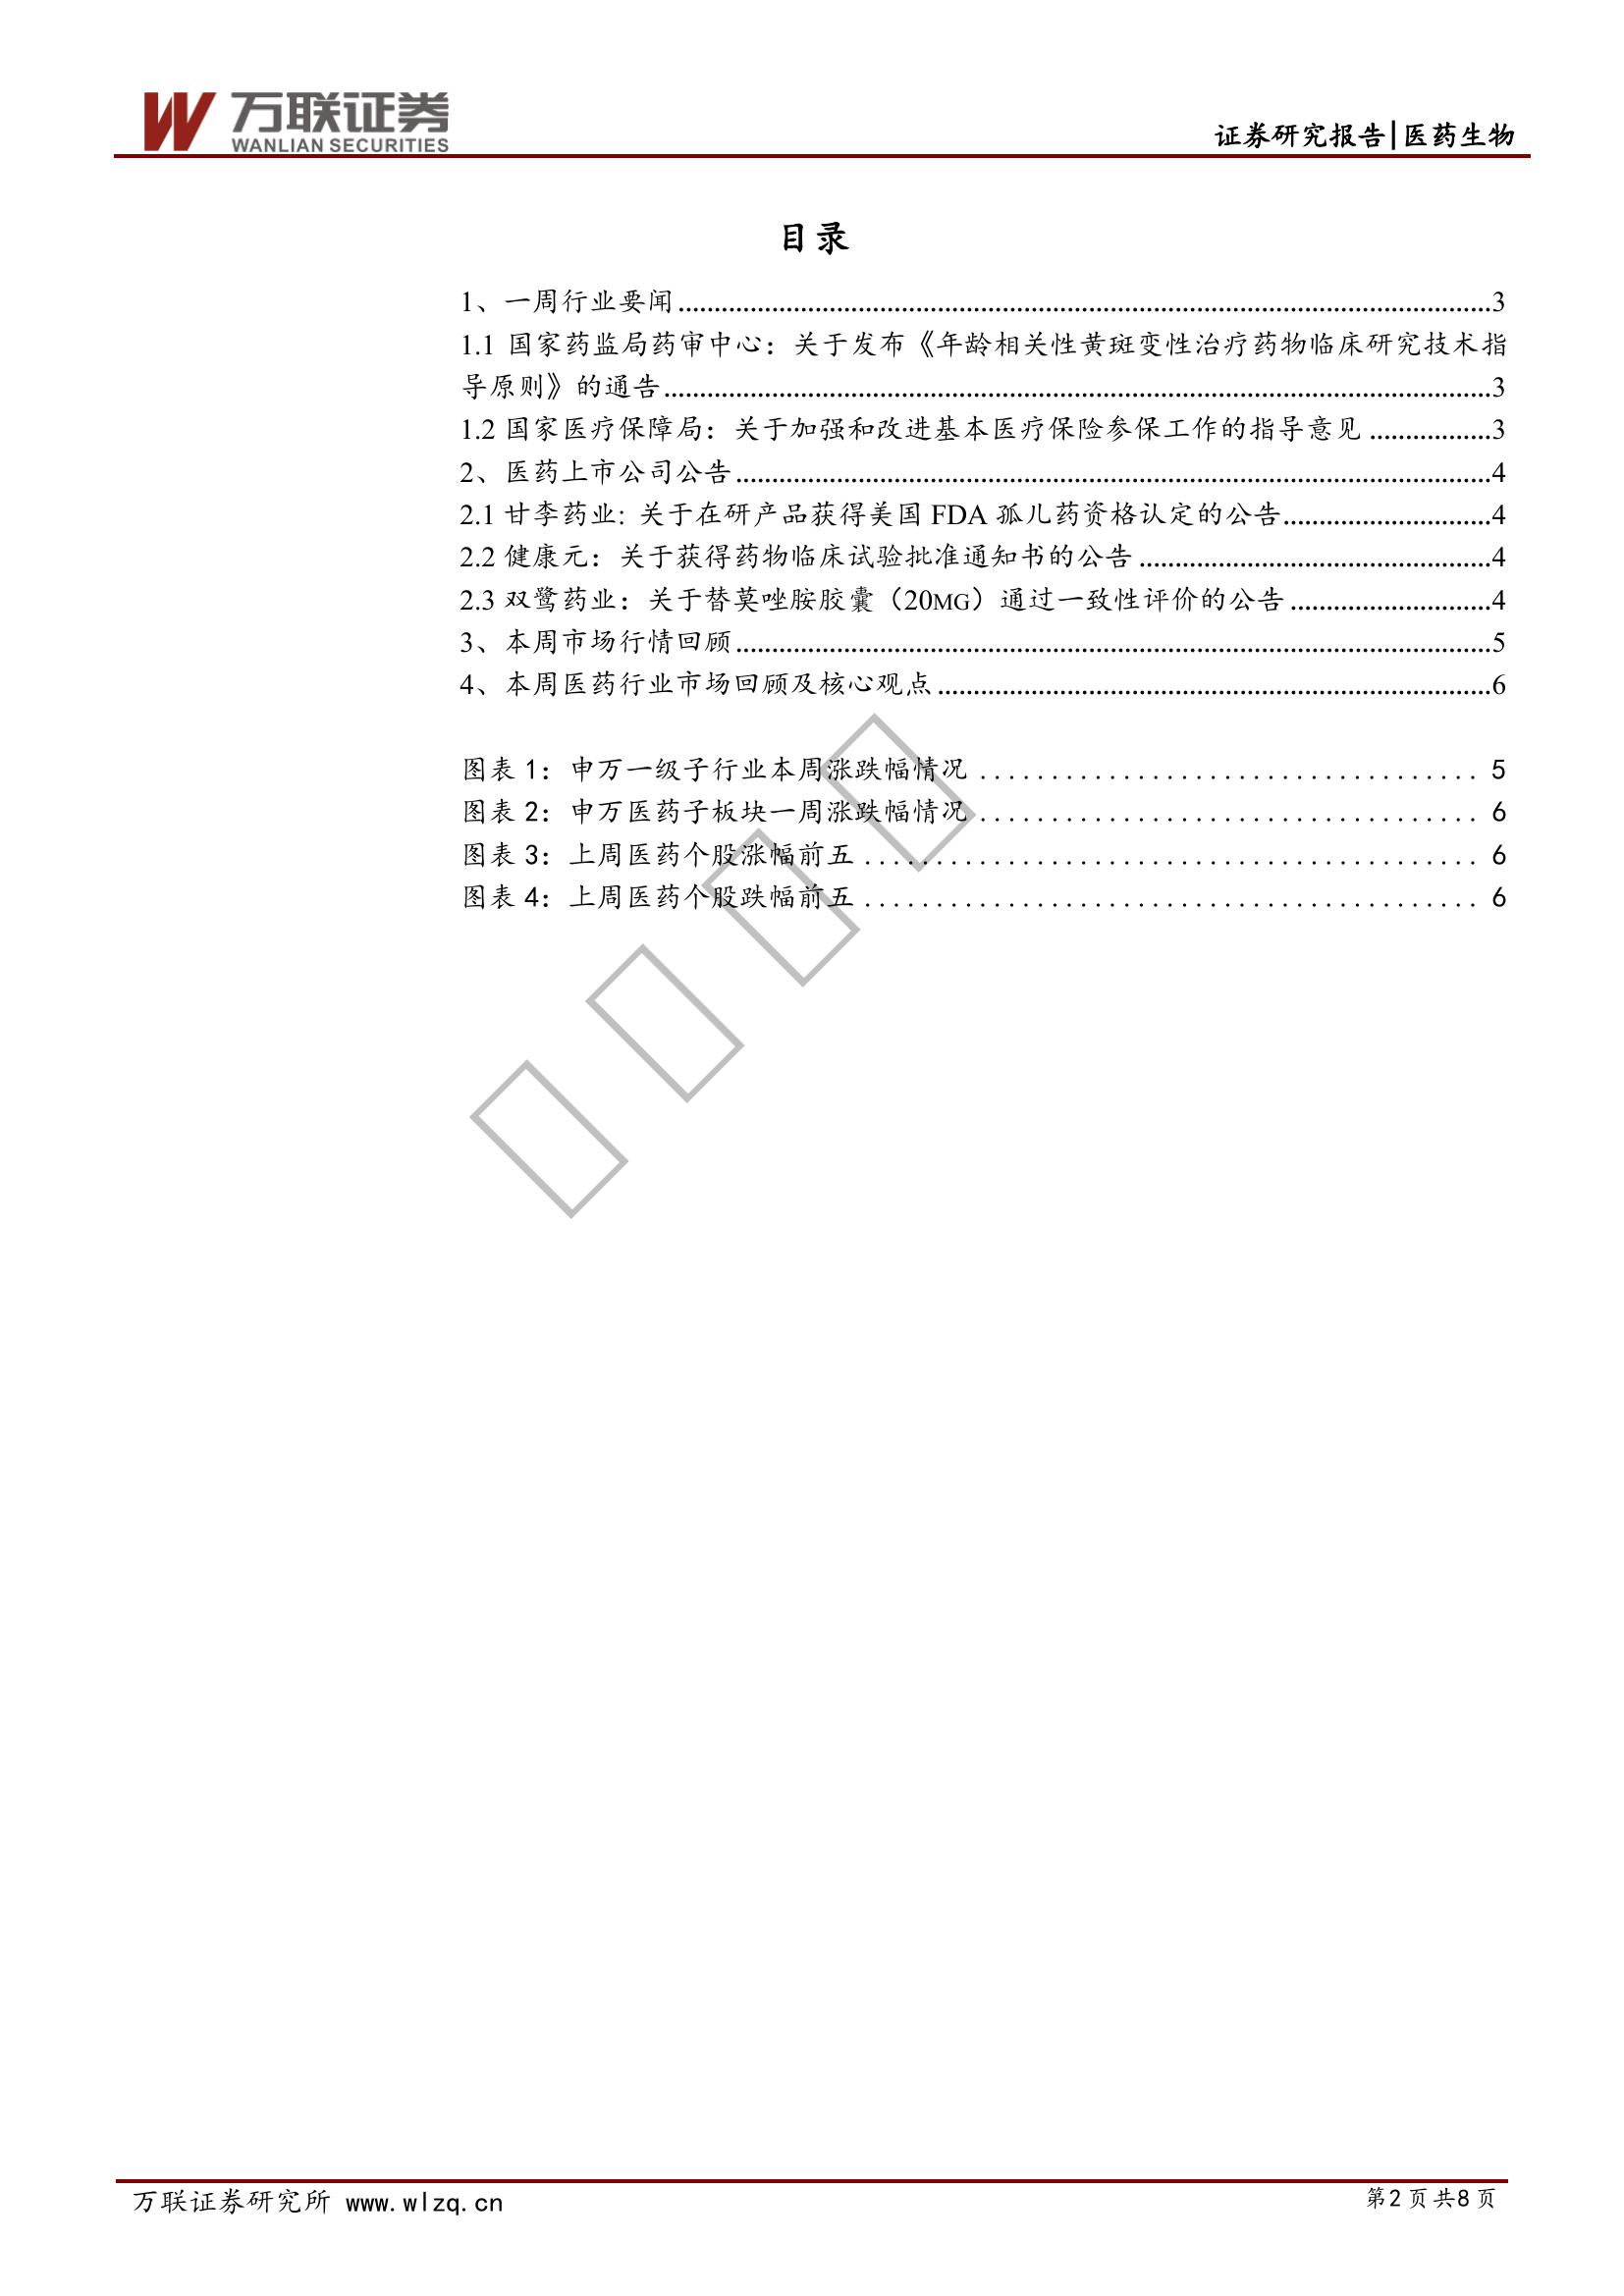 万联证券
WANLIAN SECURITIES
证券研究报告|医药生物
目录
1、一周行业要闻................................................................................................................3
1.1 国家药监局药审中心：关于发布《年龄相关性黄斑变性治疗药物临床研究技术指
导原则》的通告..................................................................................................................3
1.2 国家医疗保障局：关于加强和改进基本医疗保险参保工作的指导意见.................3
2、医药上市公司公告........................................................................................................4
2.1 甘李药业: 关于在研产品获得美国 FDA 孤儿药资格认定的公告.............................4
2.2 健康元：关于获得药物临床试验批准通知书的公告.................................................4
2.3 双鹭药业：关于替莫唑胺胶囊（20MG）通过一致性评价的公告............................4
3、本周市场行情回顾........................................................................................................5
4、本周医药行业市场回顾及核心观点.............................................................................6
图表 1：申万一级子行业本周涨跌幅情况 ................................... 5
图表 2：申万医药子板块一周涨跌幅情况 ................................... 6
图表 3：上周医药个股涨幅前五 ........................................... 6
图表 4：上周医药个股跌幅前五 ........................................... 6
万联证券研究所 www.wlzq.cn
第2页共8页